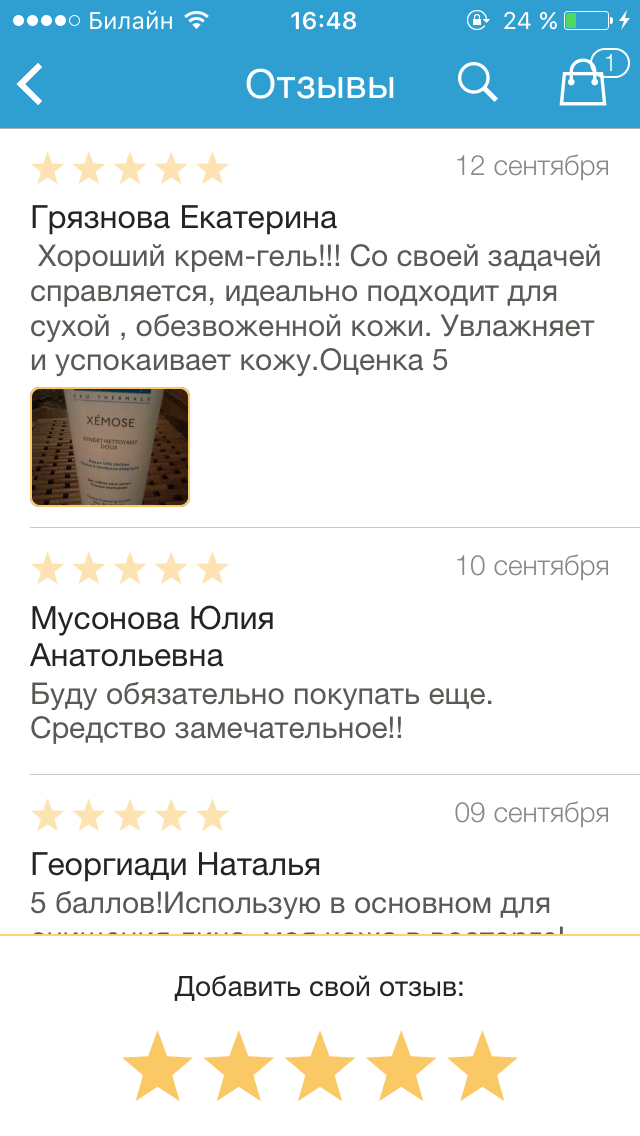 Билайн 16:48 24 %
Отзывы
1
12 сентября
Грязнова Екатерина
Хороший крем-гель!!! Со своей задачей
справляется, идеально подходит для
сухой , обезвоженной кожи. Увлажняет
и успокаивает кожу.Оценка 5
EAU THERMALE
XÉMOSE
SYNDET NETTOYANT
DOUX
10 сентября
Мусонова Юлия
Анатольевна
Буду обязательно покупать еще.
Средство замечательное!!
09 сентября
Георгиади Наталья
5 баллов!Использую в основном для
Добавить свой отзыв: